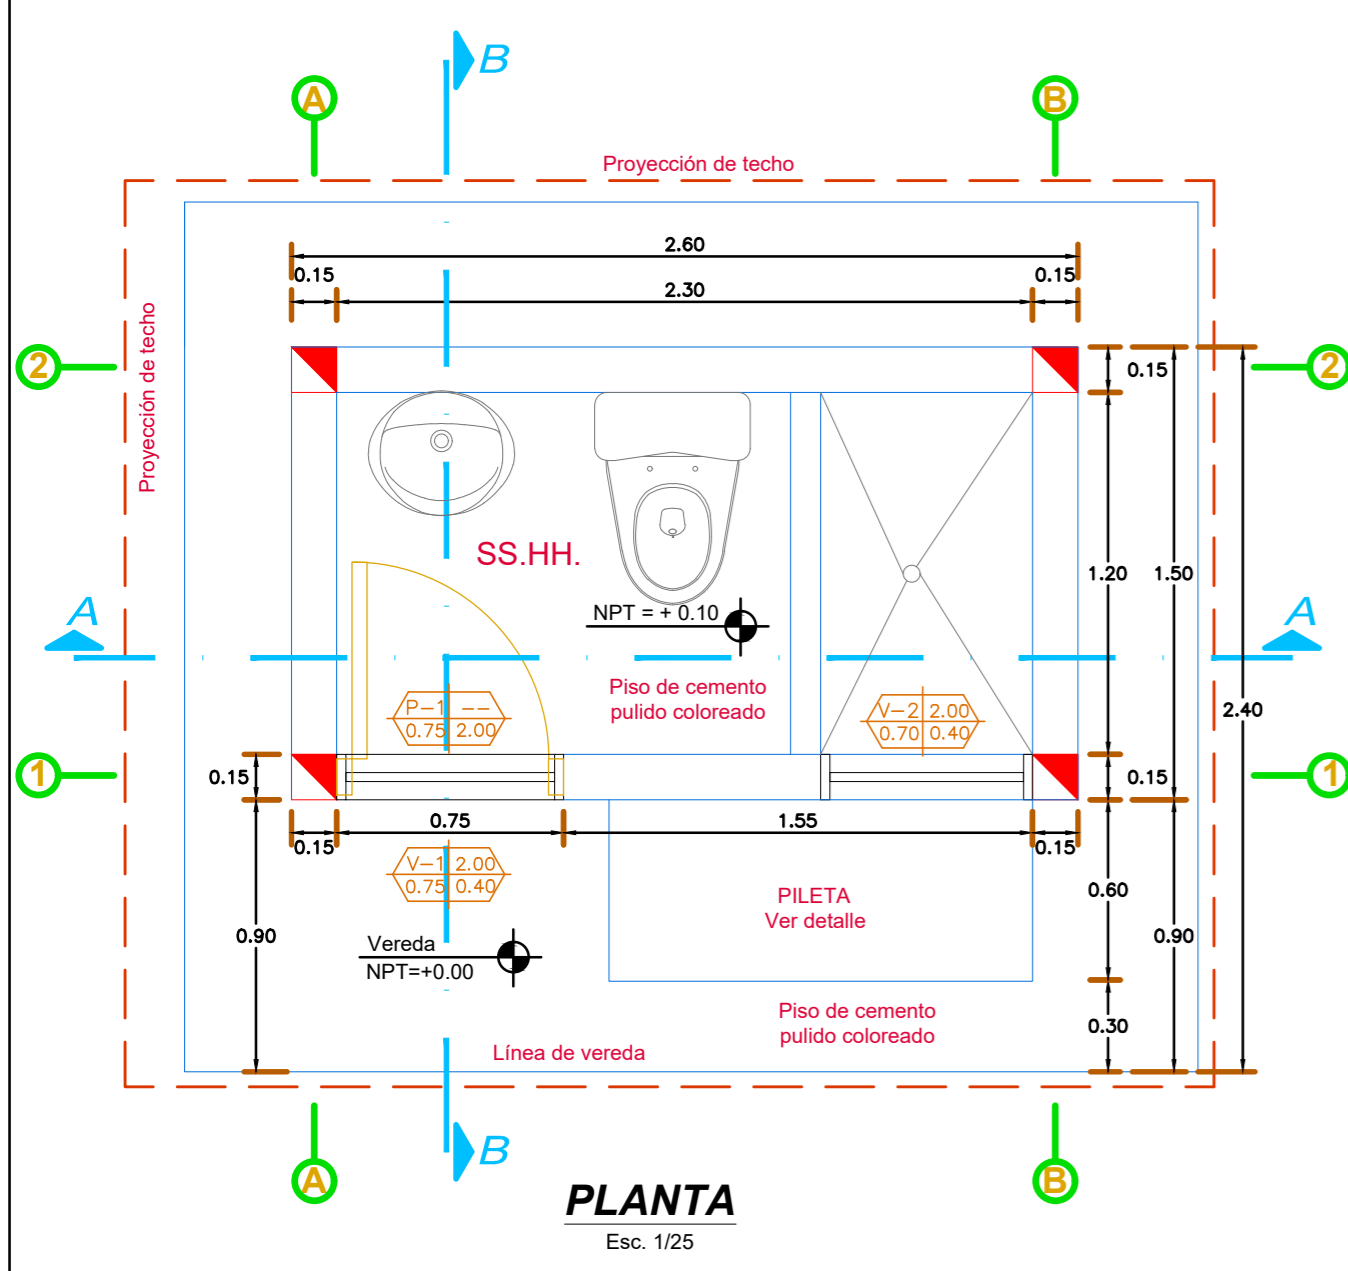 B
A
B
Proyección de techo
2.60
0.15
0.15
2.30
Proyección de techo
2
2
0.15
SS.HH.
1.20
1.50
NPT = + 0.10
A
A
Piso de cemento
pulido coloreado
P-1 --
0.75 2.00
V-2 2.00
0.70 0.40
2.40
1
1
0.15
0.15
0.75
1.55
0.15
0.15
V-1 2.00
0.75 0.40
0.60
PILETA
Ver detalle
0.90
0.90
Vereda
NPT=+0.00
Piso de cemento
pulido coloreado
0.30
Línea de vereda
B
A
B
PLANTA
Esc. 1/25